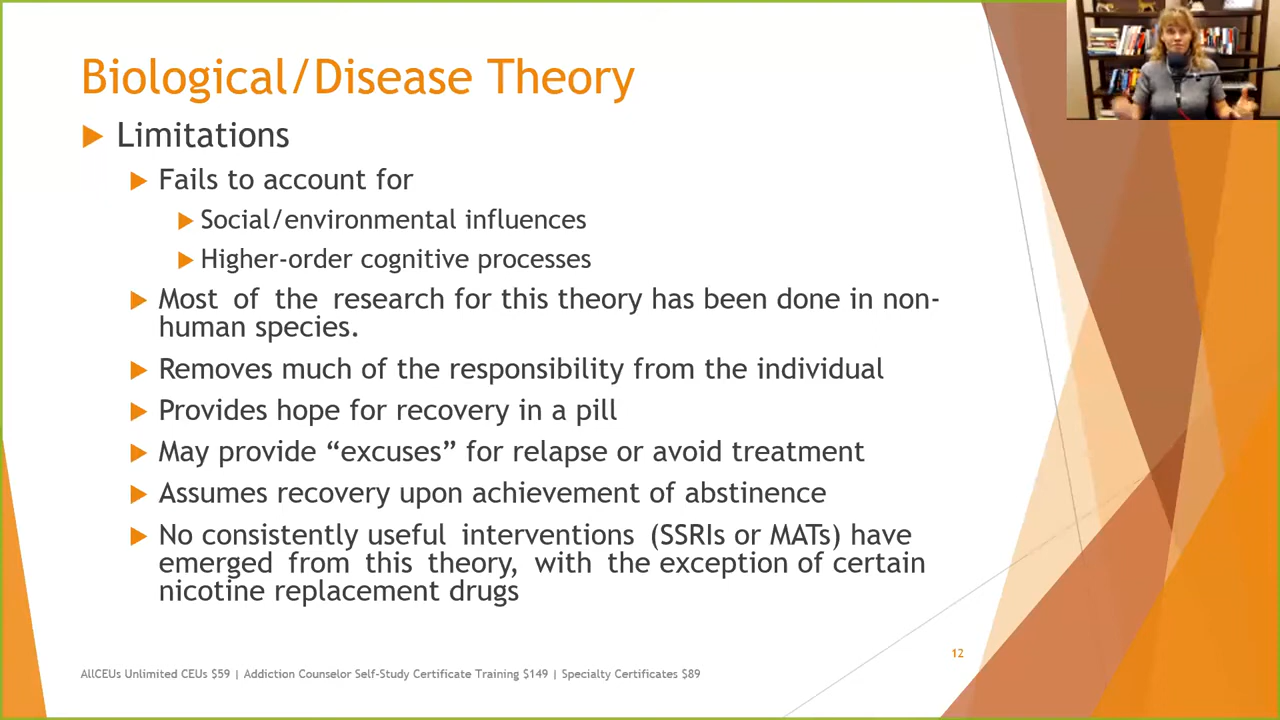 Biological/Disease Theory
Limitations
Fails to account for
Social/environmental influences
Higher-order cognitive processes
Most of the research for this theory has been done in non-
human species.
Removes much of the responsibility from the individual
Provides hope for recovery in a pill
May provide “excuses” for relapse or avoid treatment
Assumes recovery upon achievement of abstinence
No consistently useful interventions (SSRIs or MATs) have
emerged from this theory, with the exception of certain
nicotine replacement drugs
12
AllCEUs Unlimited CEUs $59 | Addiction Counselor Self-Study Certificate Training $149 | Specialty Certificates $89